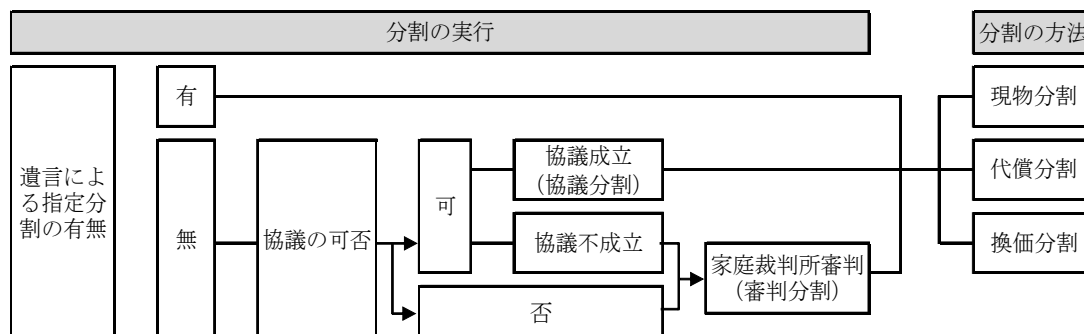 分割の実行
分割の方法
遺言によ
る指定分
割の有無
有
無
協議の可否
可
否
協議成立
(協議分割)
協議不成立
家庭裁判所審判
(審判分割)
現物分割
代償分割
換価分割